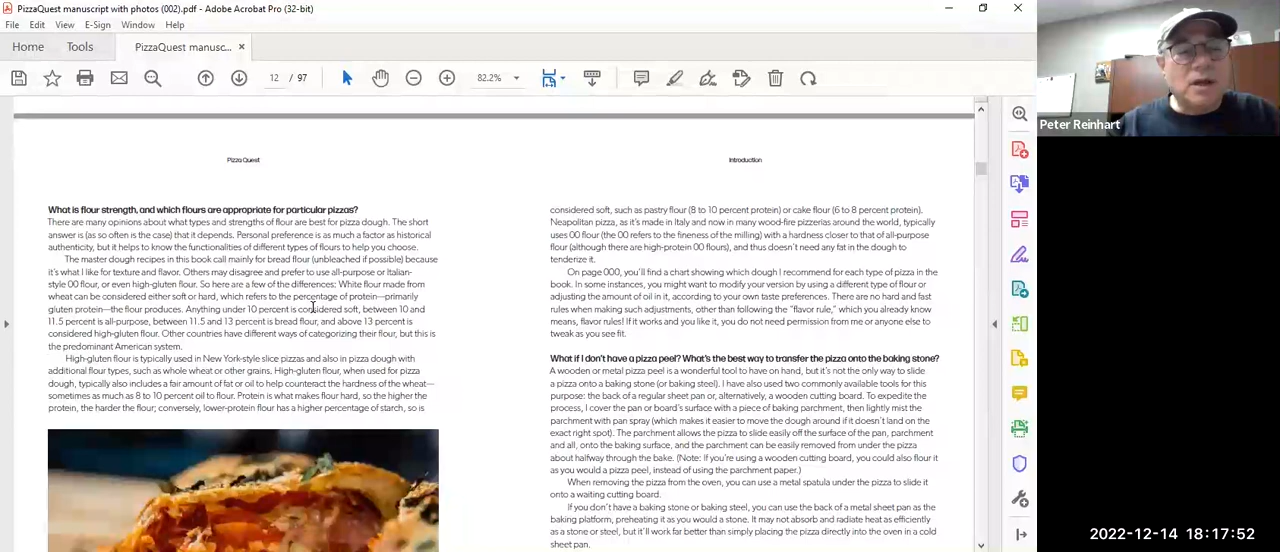 PizzaQuest manuscript with photos (002).pdf - Adobe Acrobat Pro (32-bit)
File Edit View E-Sign Window Help
Home Tools PizzaQuest manusc... ×
12 / 97 82.2%
Pizza Quest
What is flour strength, and which flours are appropriate for particular pizzas?
There are many opinions about what types and strengths of flour are best for pizza dough. The short
answer is (as so often is the case) that it depends. Personal preference is as much a factor as historical
authenticity, but it helps to know the functionalities of different types of flours to help you choose.
The master dough recipes in this book call mainly for bread flour (unbleached if possible) because
it's what I like for texture and flavor. Others may disagree and prefer to use all-purpose or Italian-
style 00 flour, or even high-gluten flour. So here are a few of the differences: White flour made from
wheat can be considered either soft or hard, which refers to the percentage of protein—primarily
gluten protein—the flour produces. Anything under 10 percent is considered soft, between 10 and
11.5 percent is all-purpose, between 11.5 and 13 percent is bread flour, and above 13 percent is
considered high-gluten flour. Other countries have different ways of categorizing their flour, but this is
the predominant American system.
High-gluten flour is typically used in New York-style slice pizzas and also in pizza dough with
additional flour types, such as whole wheat or other grains. High-gluten flour, when used for pizza
dough, typically also includes a fair amount of fat or oil to help counteract the hardness of the wheat—
sometimes as much as 8 to 10 percent oil to flour. Protein is what makes flour hard, so the higher the
protein, the harder the flour; conversely, lower-protein flour has a higher percentage of starch, so is
Introduction
considered soft, such as pastry flour (8 to 10 percent protein) or cake flour (6 to 8 percent protein).
Neapolitan pizza, as it's made in Italy and now in many wood-fire pizzerias around the world, typically
uses 00 flour (the 00 refers to the fineness of the milling) with a hardness closer to that of all-purpose
flour (although there are high-protein 00 flours), and thus doesn't need any fat in the dough to
tenderize it.
On page 000, you'll find a chart showing which dough I recommend for each type of pizza in the
book. In some instances, you might want to modify your version by using a different type of flour or
adjusting the amount of oil in it, according to your own taste preferences. There are no hard and fast
rules when making such adjustments, other than following the "flavor rule," which you already know
means, flavor rules! If it works and you like it, you do not need permission from me or anyone else to
tweak as you see fit.
What if I don't have a pizza peel? What's the best way to transfer the pizza onto the baking stone?
A wooden or metal pizza peel is a wonderful tool to have on hand, but it's not the only way to slide
a pizza onto a baking stone (or baking steel). I have also used two commonly available tools for this
purpose: the back of a regular sheet pan or, alternatively, a wooden cutting board. To expedite the
process, I cover the pan or board's surface with a piece of baking parchment, then lightly mist the
parchment with pan spray (which makes it easier to move the dough around if it doesn't land on the
exact right spot). The parchment allows the pizza to slide easily off the surface of the pan, parchment
and all, onto the baking surface, and the parchment can be easily removed from under the pizza
about halfway through the bake. (Note: If you're using a wooden cutting board, you could also flour it
as you would a pizza peel, instead of using the parchment paper.)
When removing the pizza from the oven, you can use a metal spatula under the pizza to slide it
onto a waiting cutting board.
If you don't have a baking stone or baking steel, you can use the back of a metal sheet pan as the
baking platform, preheating it as you would a stone. It may not absorb and radiate heat as efficiently
as a stone or steel, but it'll work far better than simply placing the pizza directly into the oven in a cold
sheet pan.
Peter Reinhart
2022-12-14 18:17:52